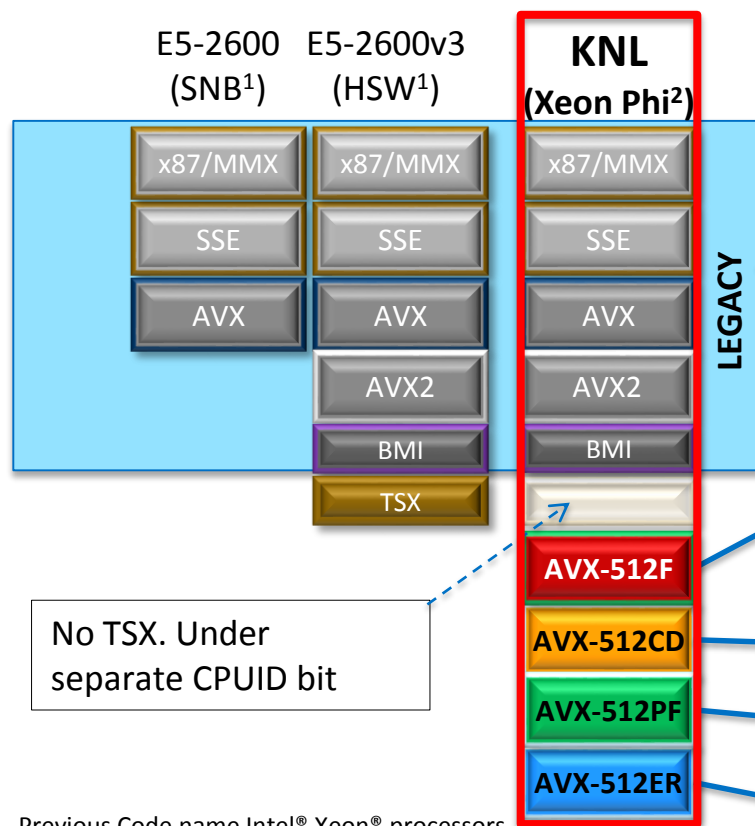 E5-2600 E5-2600v3 KNL
(SNB¹) (HSW¹) (Xeon Phi²)
x87/MMX x87/MMX x87/MMX
SSE SSE SSE
AVX AVX AVX
AVX2 AVX2
BMI BMI
LEGACY
TSX
AVX-512F
No TSX. Under
separate CPUID bit
AVX-512CD
AVX-512PF
AVX-512ER
Previous Code name Intel® Xeon® processors